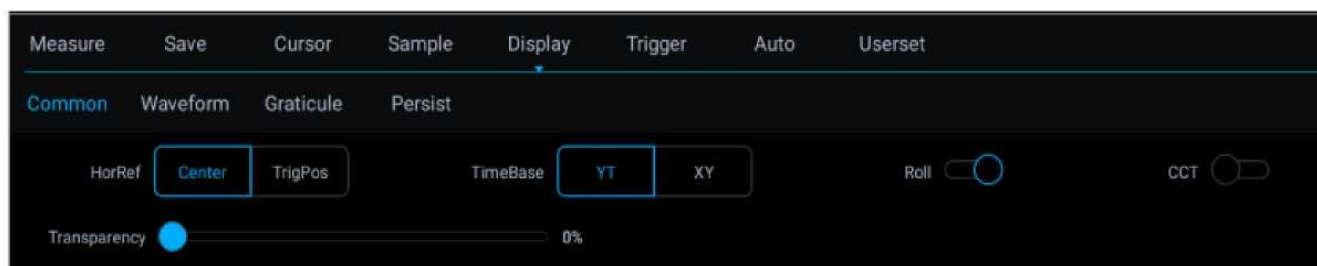 Measure Save Cursor Sample Display Trigger Auto Userset
Common Waveform Graticule Persist
HorRef Center TrigPos TimeBase YT XY Roll CCT
Transparency 0%